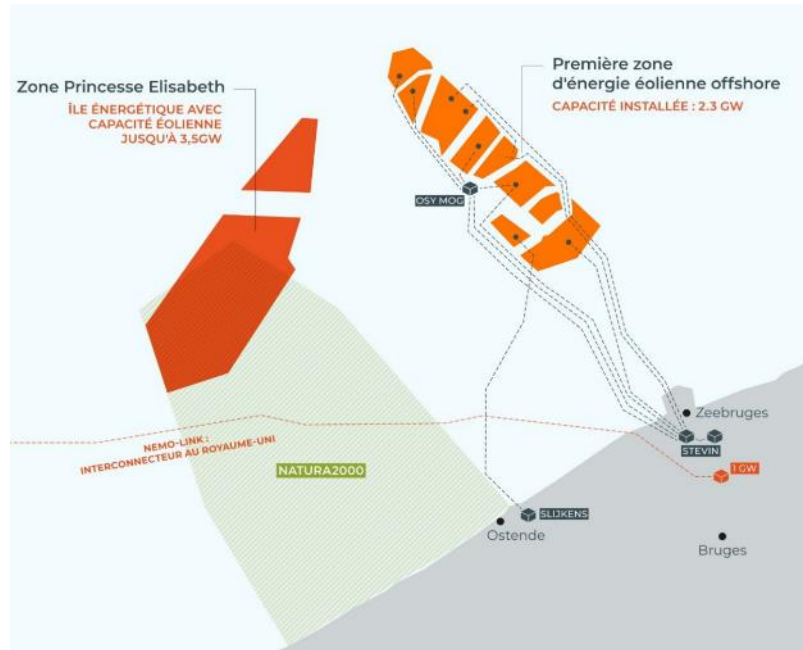 Zone Princesse Elisabeth
ÎLE ÉNERGÉTIQUE AVEC
CAPACITÉ ÉOLIENNE
JUSQU'À 3,5GW
Première zone
d'énergie éolienne offshore
CAPACITÉ INSTALLÉE : 2.3 GW
OSY MOG
Zeebruges
STEVIN
NEMO-LINK :
INTERCONNECTEUR AU ROYAUME-UNI
NATURA2000
1 GW
SLIJKENS
Ostende
Bruges